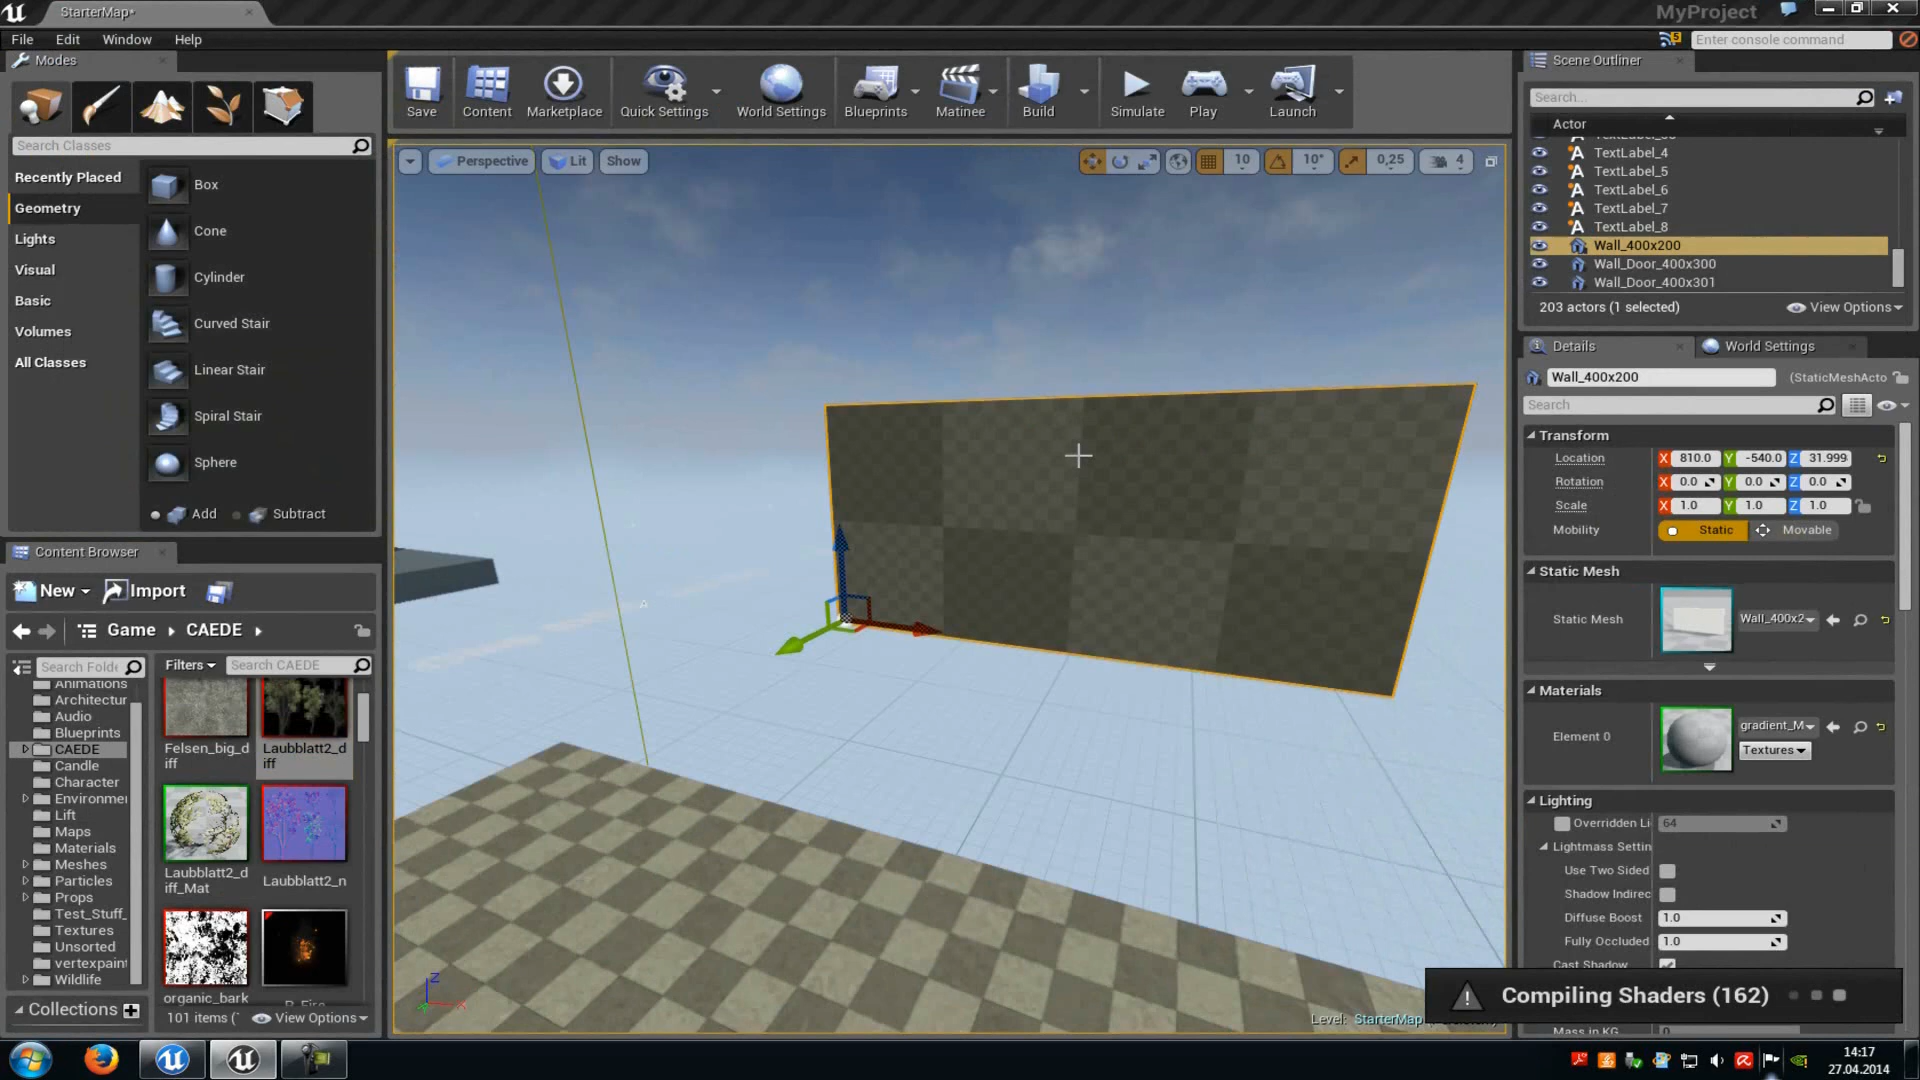 StarterMap*
MyProject
File Edit Window Help
5
Enter console command
Modes
Search Classes
Recently Placed
Geometry
Lights
Visual
Basic
Volumes
All Classes
Box
Cone
Cylinder
Curved Stair
Linear Stair
Spiral Stair
Sphere
Add
Subtract
Save
Content
Marketplace
Quick Settings
World Settings
Blueprints
Matinee
Build
Simulate
Play
Launch
Perspective
Lit
Show
10
10°
0,25
4
Level: StarterMap
Z
X
Scene Outliner
Search...
Actor
TextLabel_4
TextLabel_5
TextLabel_6
TextLabel_7
TextLabel_8
Wall_400x200
Wall_Door_400x300
Wall_Door_400x301
203 actors (1 selected)
View Options
Details
World Settings
Wall_400x200
(StaticMeshActo
Search
Transform
Location X 810.0 Y -540.0 Z 31.999
Rotation X 0.0 Y 0.0 Z 0.0
Scale X 1.0 Y 1.0 Z 1.0
Mobility Static Movable
Static Mesh
Static Mesh Wall_400x2
Materials
Element 0 gradient_M
Textures
Lighting
Overridden Li 64
Lightmass Settin
Use Two Sided
Shadow Indirec
Diffuse Boost 1.0
Fully Occluded 1.0
Cast Shadow
Mass in KG 0
Compiling Shaders (162)
Content Browser
New
Import
Game
CAEDE
Search Folde
Filters
Search CAEDE
Animations
Architectur
Audio
Blueprints
CAEDE
Candle
Character
Environmer
Lift
Maps
Materials
Meshes
Particles
Props
Test_Stuff_
Textures
Unsorted
vertexpaint
Wildlife
Collections
Felsen_big_d
iff
Laubblatt2_d
iff
Laubblatt2_d
iff_Mat
Laubblatt2_n
organic_bark
P_Fire
101 items (
View Options
14:17
27.04.2014